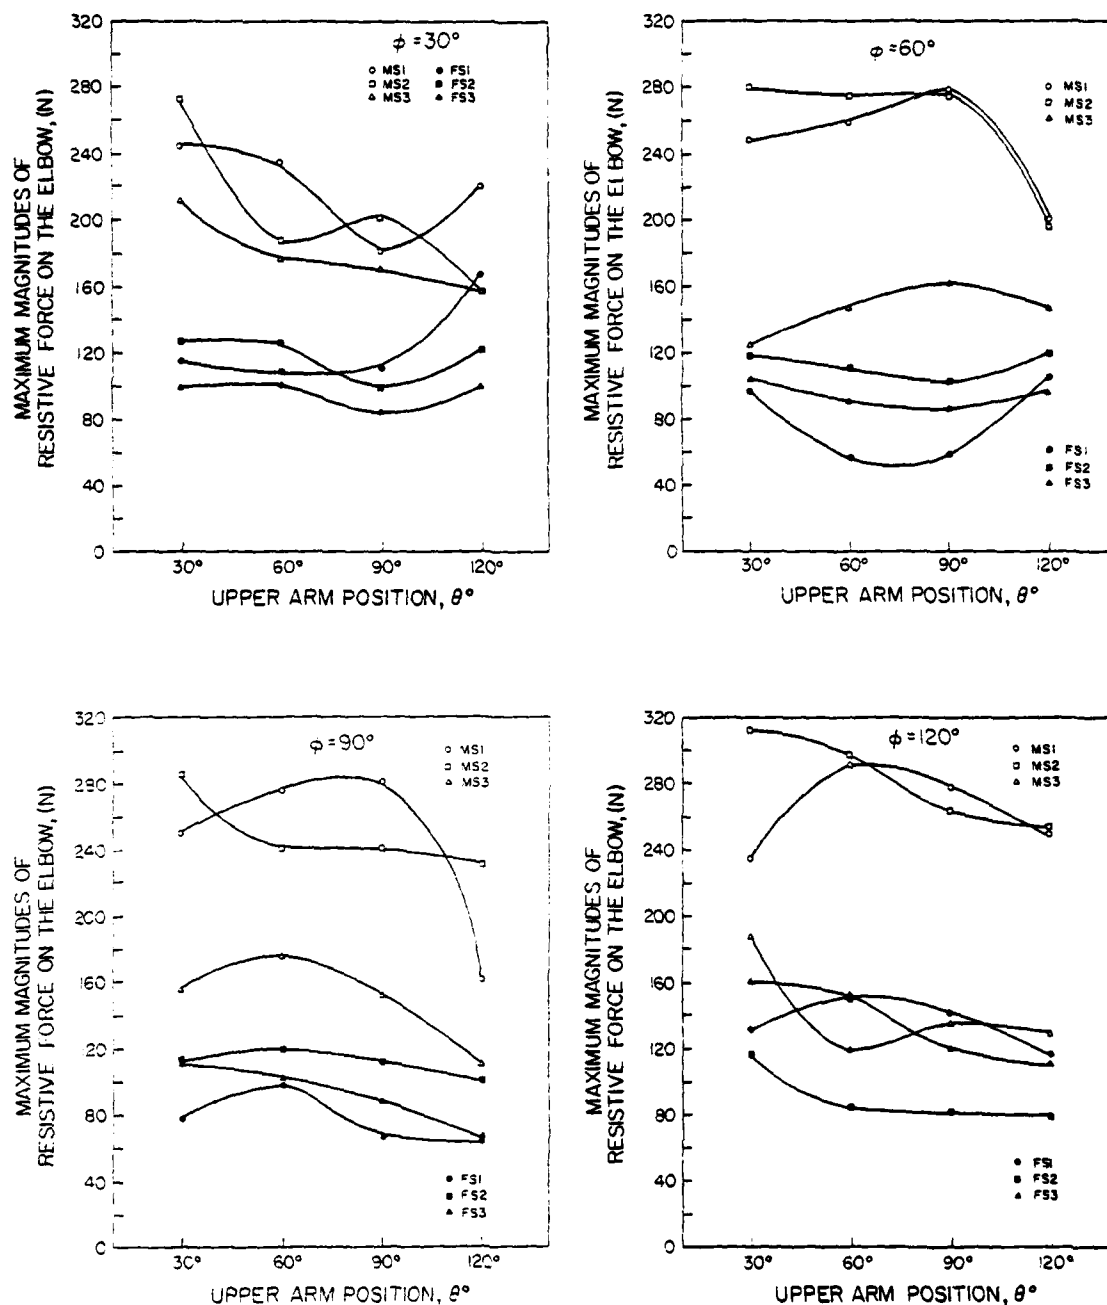 MAXIMUM MAGNITUDES OF
RESISTIVE FORCE ON THE ELBOW, (N)
320
280
240
200
160
120
80
40
0
ϕ=30°
MS1 FS1
MS2 FS2
MS3 FS3
30° 60° 90° 120°
UPPER ARM POSITION, θ°
MAXIMUM MAGNITUDES OF
RESISTIVE FORCE ON THE ELBOW, (N)
320
280
240
200
160
120
80
40
0
ϕ=60°
MS1
MS2
MS3
FS1
FS2
FS3
30° 60° 90° 120°
UPPER ARM POSITION, θ°
MAXIMUM MAGNITUDES OF
RESISTIVE FORCE ON THE ELBOW, (N)
320
280
240
200
160
120
80
40
0
ϕ=90°
MS1
MS2
MS3
FS1
FS2
FS3
30° 60° 90° 120°
UPPER ARM POSITION, θ°
MAXIMUM MAGNITUDES OF
RESISTIVE FORCE ON THE ELBOW, (N)
320
280
240
200
160
120
80
40
0
ϕ=120°
MS1
MS2
MS3
FS1
FS2
FS3
30° 60° 90° 120°
UPPER ARM POSITION, θ°